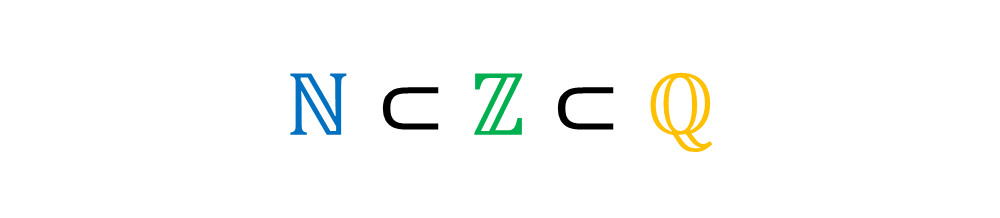 ℕ ⊂ ℤ ⊂ ℚ